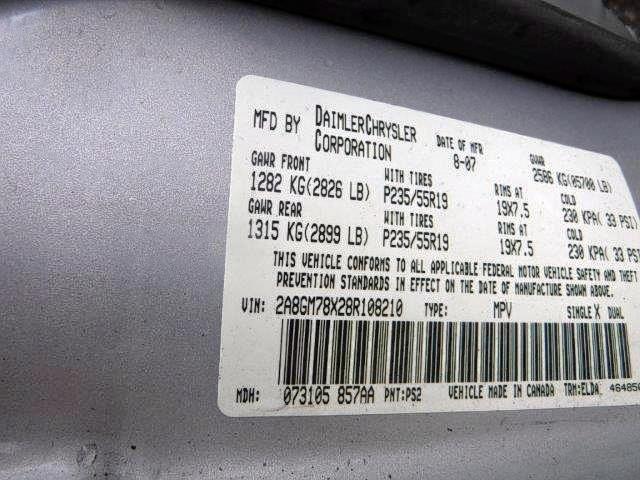 MFD BY DAIMLERCHRYSLER CORPORATION DATE OF MFR 8-07 GVWR 2586 KG(05700 LB)
GAWR FRONT WITH TIRES RIMS AT COLD
1282 KG(2826 LB) P235/55R19 19X7.5 230 KPA( 33 PSI)
GAWR REAR WITH TIRES RIMS AT COLD
1315 KG(2899 LB) P235/55R19 19X7.5 230 KPA( 33 PSI
THIS VEHICLE CONFORMS TO ALL APPLICABLE FEDERAL MOTOR VEHICLE SAFETY AND THEFT
PREVENTION STANDARDS IN EFFECT ON THE DATE OF MANUFACTURE SHOWN ABOVE.
VIN: 2A8GM78X28R108210 TYPE: MPV SINGLE X DUAL
MDH: 073105 857AA PNT:PS2 VEHICLE MADE IN CANADA TRM:ELDA